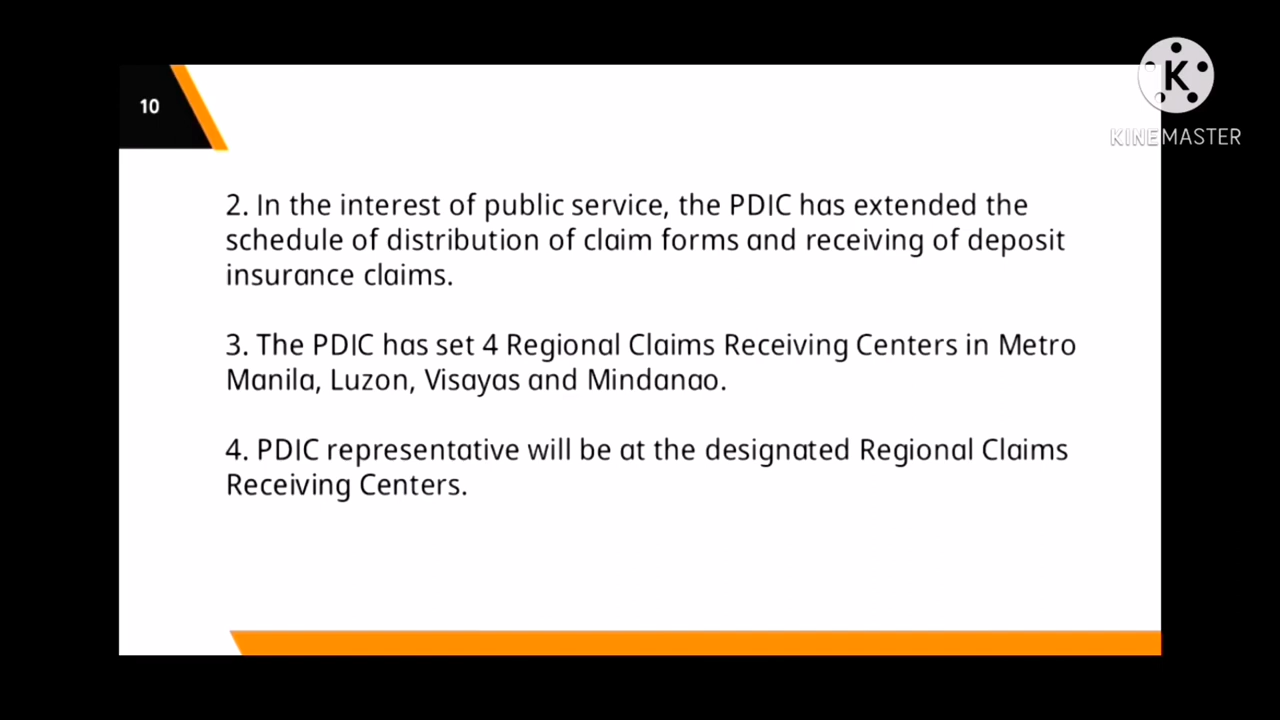 10
K
KINEMASTER
2. In the interest of public service, the PDIC has extended the
schedule of distribution of claim forms and receiving of deposit
insurance claims.
3. The PDIC has set 4 Regional Claims Receiving Centers in Metro
Manila, Luzon, Visayas and Mindanao.
4. PDIC representative will be at the designated Regional Claims
Receiving Centers.